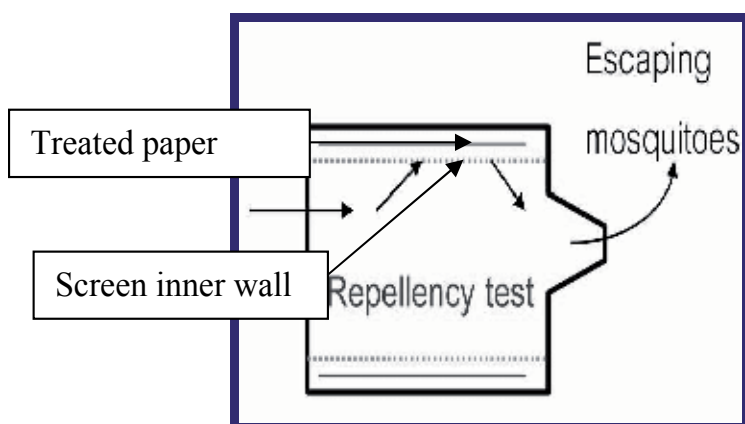 Escaping
mosquitoes
Treated paper
Screen inner wall
Repellency test